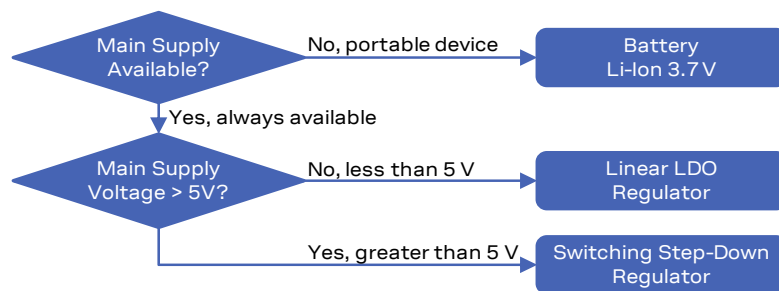 Main Supply
Available?
No, portable device
Battery
Li-Ion 3.7 V
Yes, always available
Main Supply
Voltage > 5V?
No, less than 5 V
Linear LDO
Regulator
Yes, greater than 5 V
Switching Step-Down
Regulator